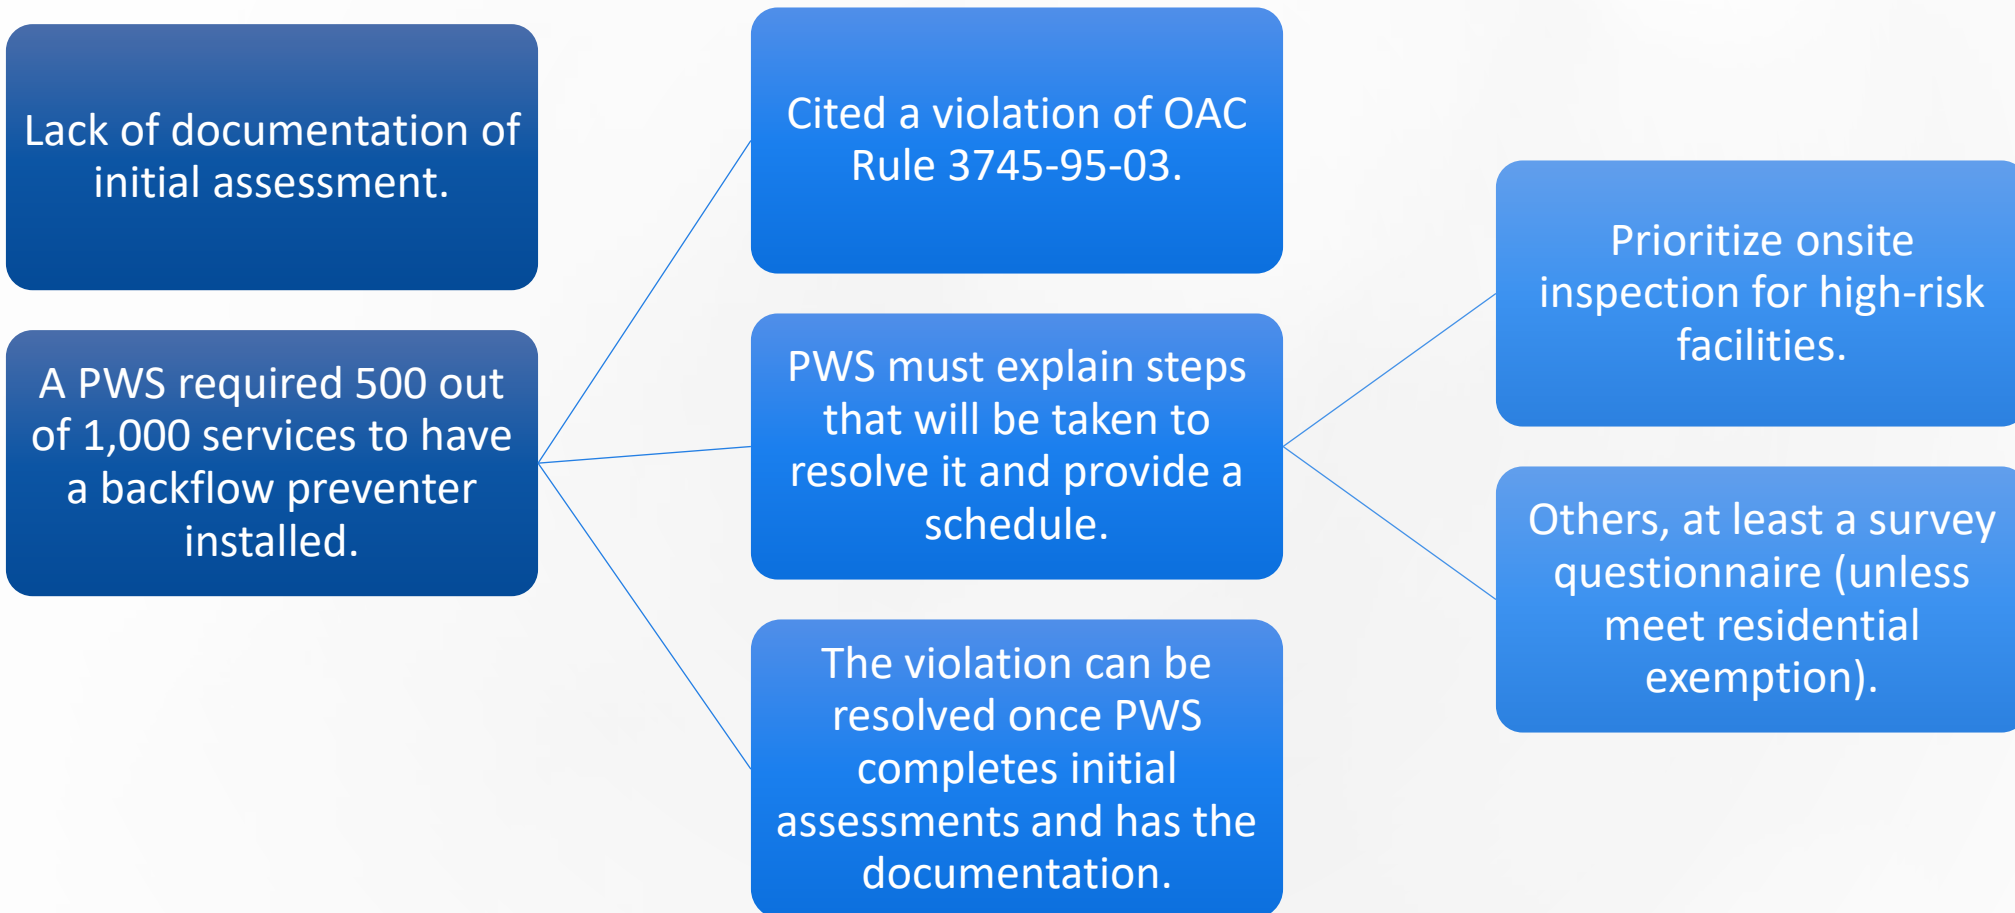 Lack of documentation of
initial assessment.
A PWS required 500 out
of 1,000 services to have
a backflow preventer
installed.
Cited a violation of OAC
Rule 3745-95-03.
PWS must explain steps
that will be taken to
resolve it and provide a
schedule.
The violation can be
resolved once PWS
completes initial
assessments and has the
documentation.
Prioritize onsite
inspection for high-risk
facilities.
Others, at least a survey
questionnaire (unless
meet residential
exemption).